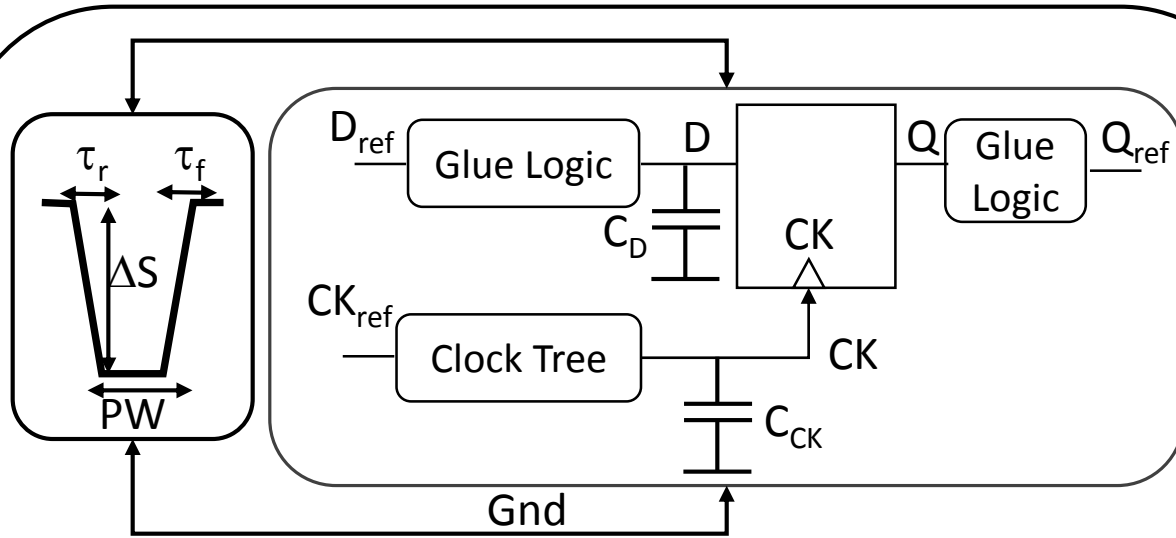 τr τf
ΔS
PW
Dref
Glue Logic
D
CD
CK
Q
Glue
Logic
Qref
CKref
Clock Tree
CK
CCK
Gnd